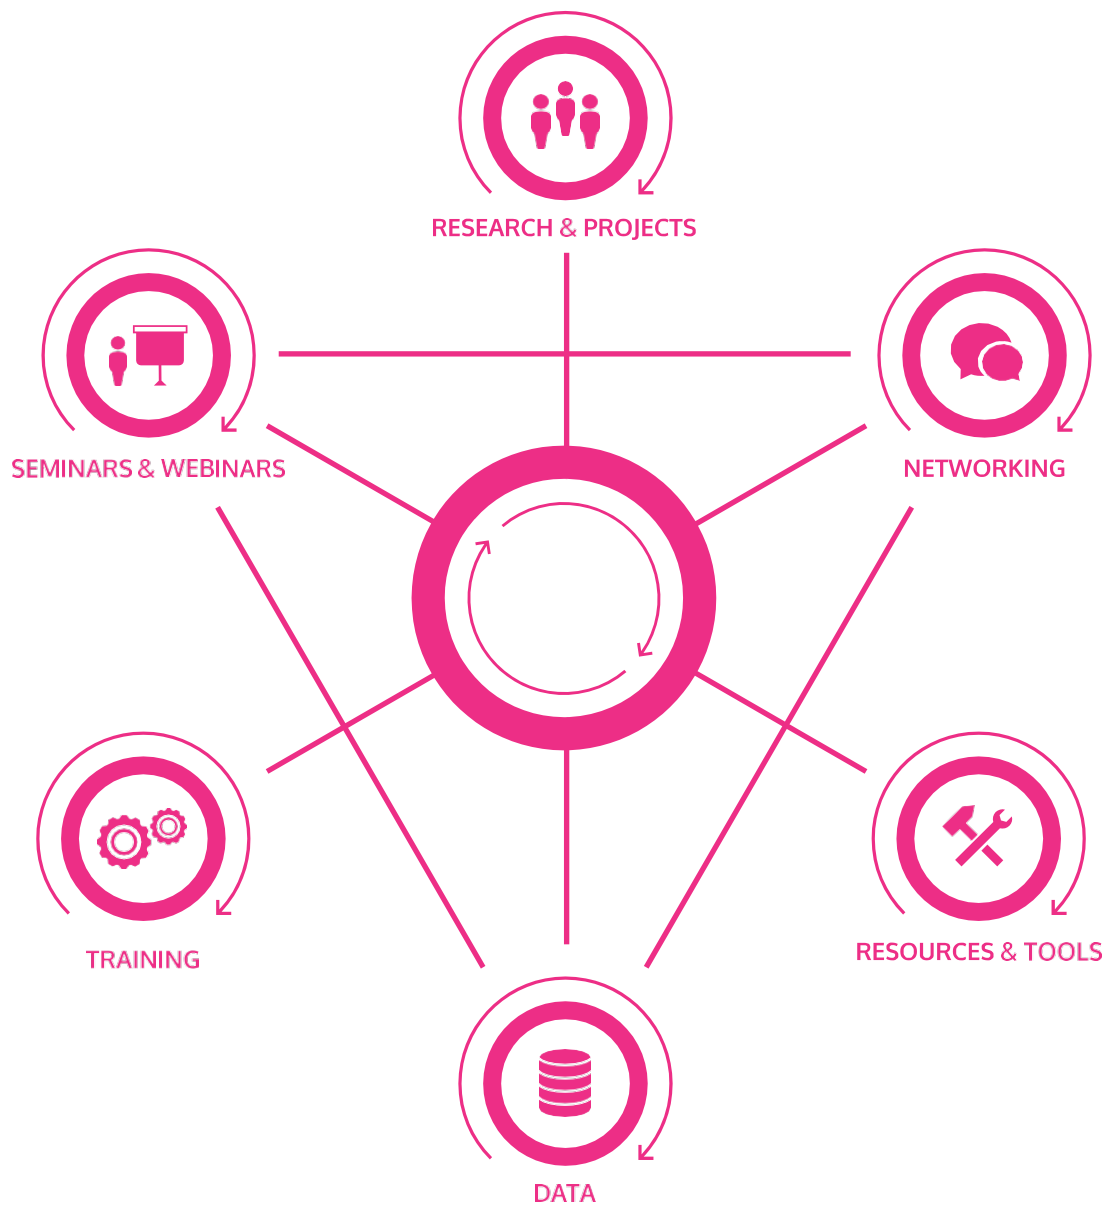 RESEARCH & PROJECTS
SEMINARS & WEBINARS
NETWORKING
TRAINING
RESOURCES & TOOLS
DATA